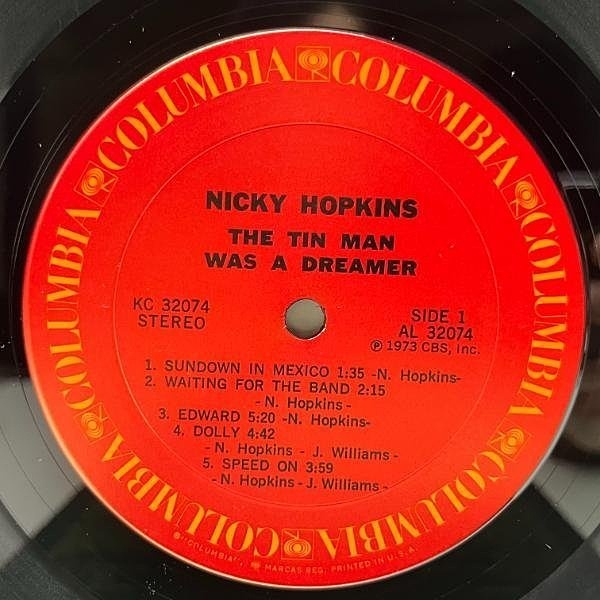 COLUMBIA COLUMBIA COLUMBIA COLUMBIA COLUMBIA COLUMBIA
NICKY HOPKINS
THE TIN MAN
WAS A DREAMER
KC 32074
STEREO
SIDE 1
AL 32074
℗ 1973 CBS, Inc.
1. SUNDOWN IN MEXICO 1:35 -N. Hopkins-
2. WAITING FOR THE BAND 2:15
- N. Hopkins -
3. EDWARD 5:20 -N. Hopkins-
4. DOLLY 4:42
- N. Hopkins - J. Williams -
5. SPEED ON 3:59
- N. Hopkins - J. Williams -
"COLUMBIA", MARCAS REG. PRINTED IN U.S.A.